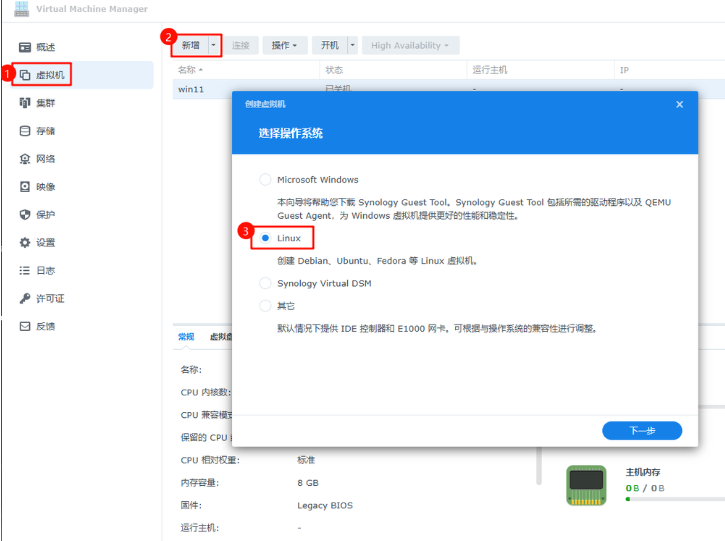 Virtual Machine Manager
概述
1
虚拟机
集群
存储
网络
映像
保护
设置
日志
许可证
反馈
2
新增 连接 操作 开机 High Availability
名称 状态 运行主机 IP
win11 已关机 - -
创建虚拟机
选择操作系统
Microsoft Windows
本向导将帮助您下载 Synology Guest Tool。Synology Guest Tool 包括所需的驱动程序以及 QEMU
Guest Agent，为 Windows 虚拟机提供更好的性能和稳定性。
3
Linux
创建 Debian、Ubuntu、Fedora 等 Linux 虚拟机。
Synology Virtual DSM
其它
默认情况下提供 IDE 控制器和 E1000 网卡。可根据与操作系统的兼容性进行调整。
下一步
常规 虚拟
名称:
CPU 内核数:
CPU 兼容模
保留的 CPU
CPU 相对权重: 标准
内存容量: 8 GB
固件: Legacy BIOS
运行主机: -
主机内存
0 B / 0 B